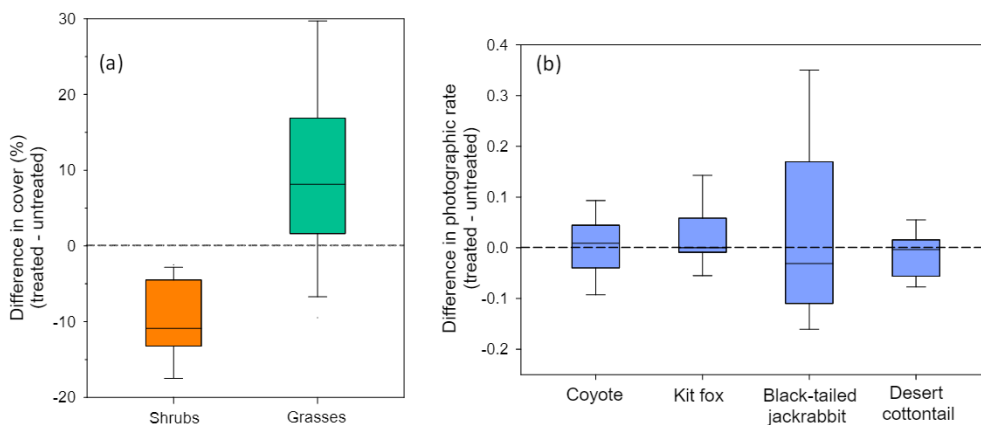 (a)
Difference in cover (%)
(treated - untreated)
30
20
10
0
-10
-20
Shrubs
Grasses
(b)
Difference in photographic rate
(treated - untreated)
0.4
0.3
0.2
0.1
0.0
-0.1
-0.2
Coyote
Kit fox
Black-tailed
jackrabbit
Desert
cottontail